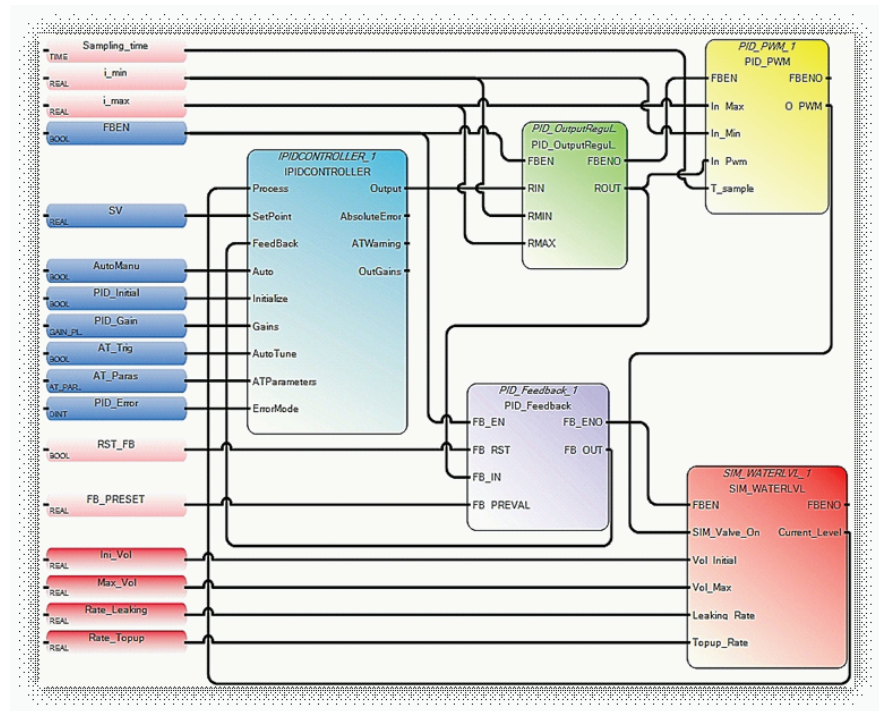 Sampling_time
TIME
i_min
REAL
i_max
REAL
FBEN
BOOL
SV
REAL
AutoManu
BOOL
PID_Initial
BOOL
PID_Gain
GAIN_PI..
AT_Trig
BOOL
AT_Paras
AT_PAR..
PID_Error
DINT
RST_FB
BOOL
FB_PRESET
REAL
Ini_Vol
REAL
Max_Vol
REAL
Rate_Leaking
REAL
Rate_Topup
REAL
IPIDCONTROLLER_1
IPIDCONTROLLER
Process Output
SetPoint AbsoluteError
FeedBack ATWarning
Auto OutGains
Initialize
Gains
AutoTune
ATParameters
ErrorMode
PID_OutputReguL.
PID_OutputReguL.
FBEN FBENO
RIN ROUT
RMIN
RMAX
PID_PWM_1
PID_PWM
FBEN FBENO
In_Max O_PWM
In_Min
In_Pwm
T_sample
PID_Feedback_1
PID_Feedback
FB_EN FB_ENO
FB_RST FB_OUT
FB_IN
FB_PREVAL
SIM_WATERLVL_1
SIM_WATERLVL
FBEN FBENO
SIM_Valve_On Current_Level
Vol_Initial
Vol_Max
Leaking_Rate
Topup_Rate